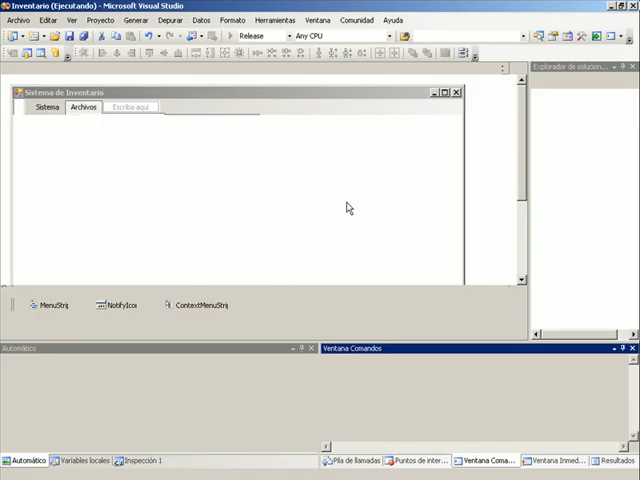 Inventario (Ejecutando) - Microsoft Visual Studio
Archivo Editar Ver Proyecto Generar Depurar Datos Formato Herramientas Ventana Comunidad Ayuda
Release Any CPU
Explorador de solucion...
Sistema de Inventario
Sistema Archivos Escriba aquí
MenuStrip NotifyIcon ContextMenuStrip
Automático Ventana Comandos
Automático Variables locales Inspección 1 Pila de llamadas Puntos de inter... Ventana Coma... Ventana Inmed... Resultados